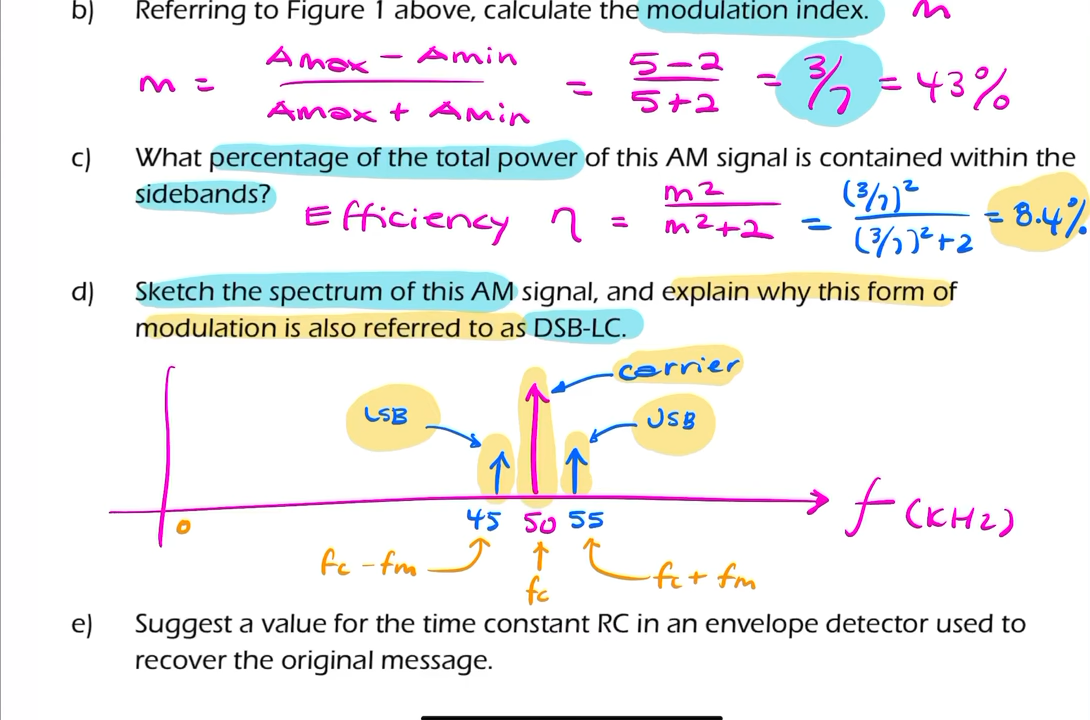 b) Referring to Figure 1 above, calculate the modulation index. m
m = Amax - Amin / Amax + Amin = 5-2 / 5+2 = 3/7 = 43%
c) What percentage of the total power of this AM signal is contained within the
sidebands?
Efficiency η = m² / m²+2 = (3/7)² / (3/7)²+2 = 8.4%
d) Sketch the spectrum of this AM signal, and explain why this form of
modulation is also referred to as DSB-LC.
carrier
LSB USB
0 45 50 55 f (KHz)
fc - fm fc fc + fm
e) Suggest a value for the time constant RC in an envelope detector used to
recover the original message.